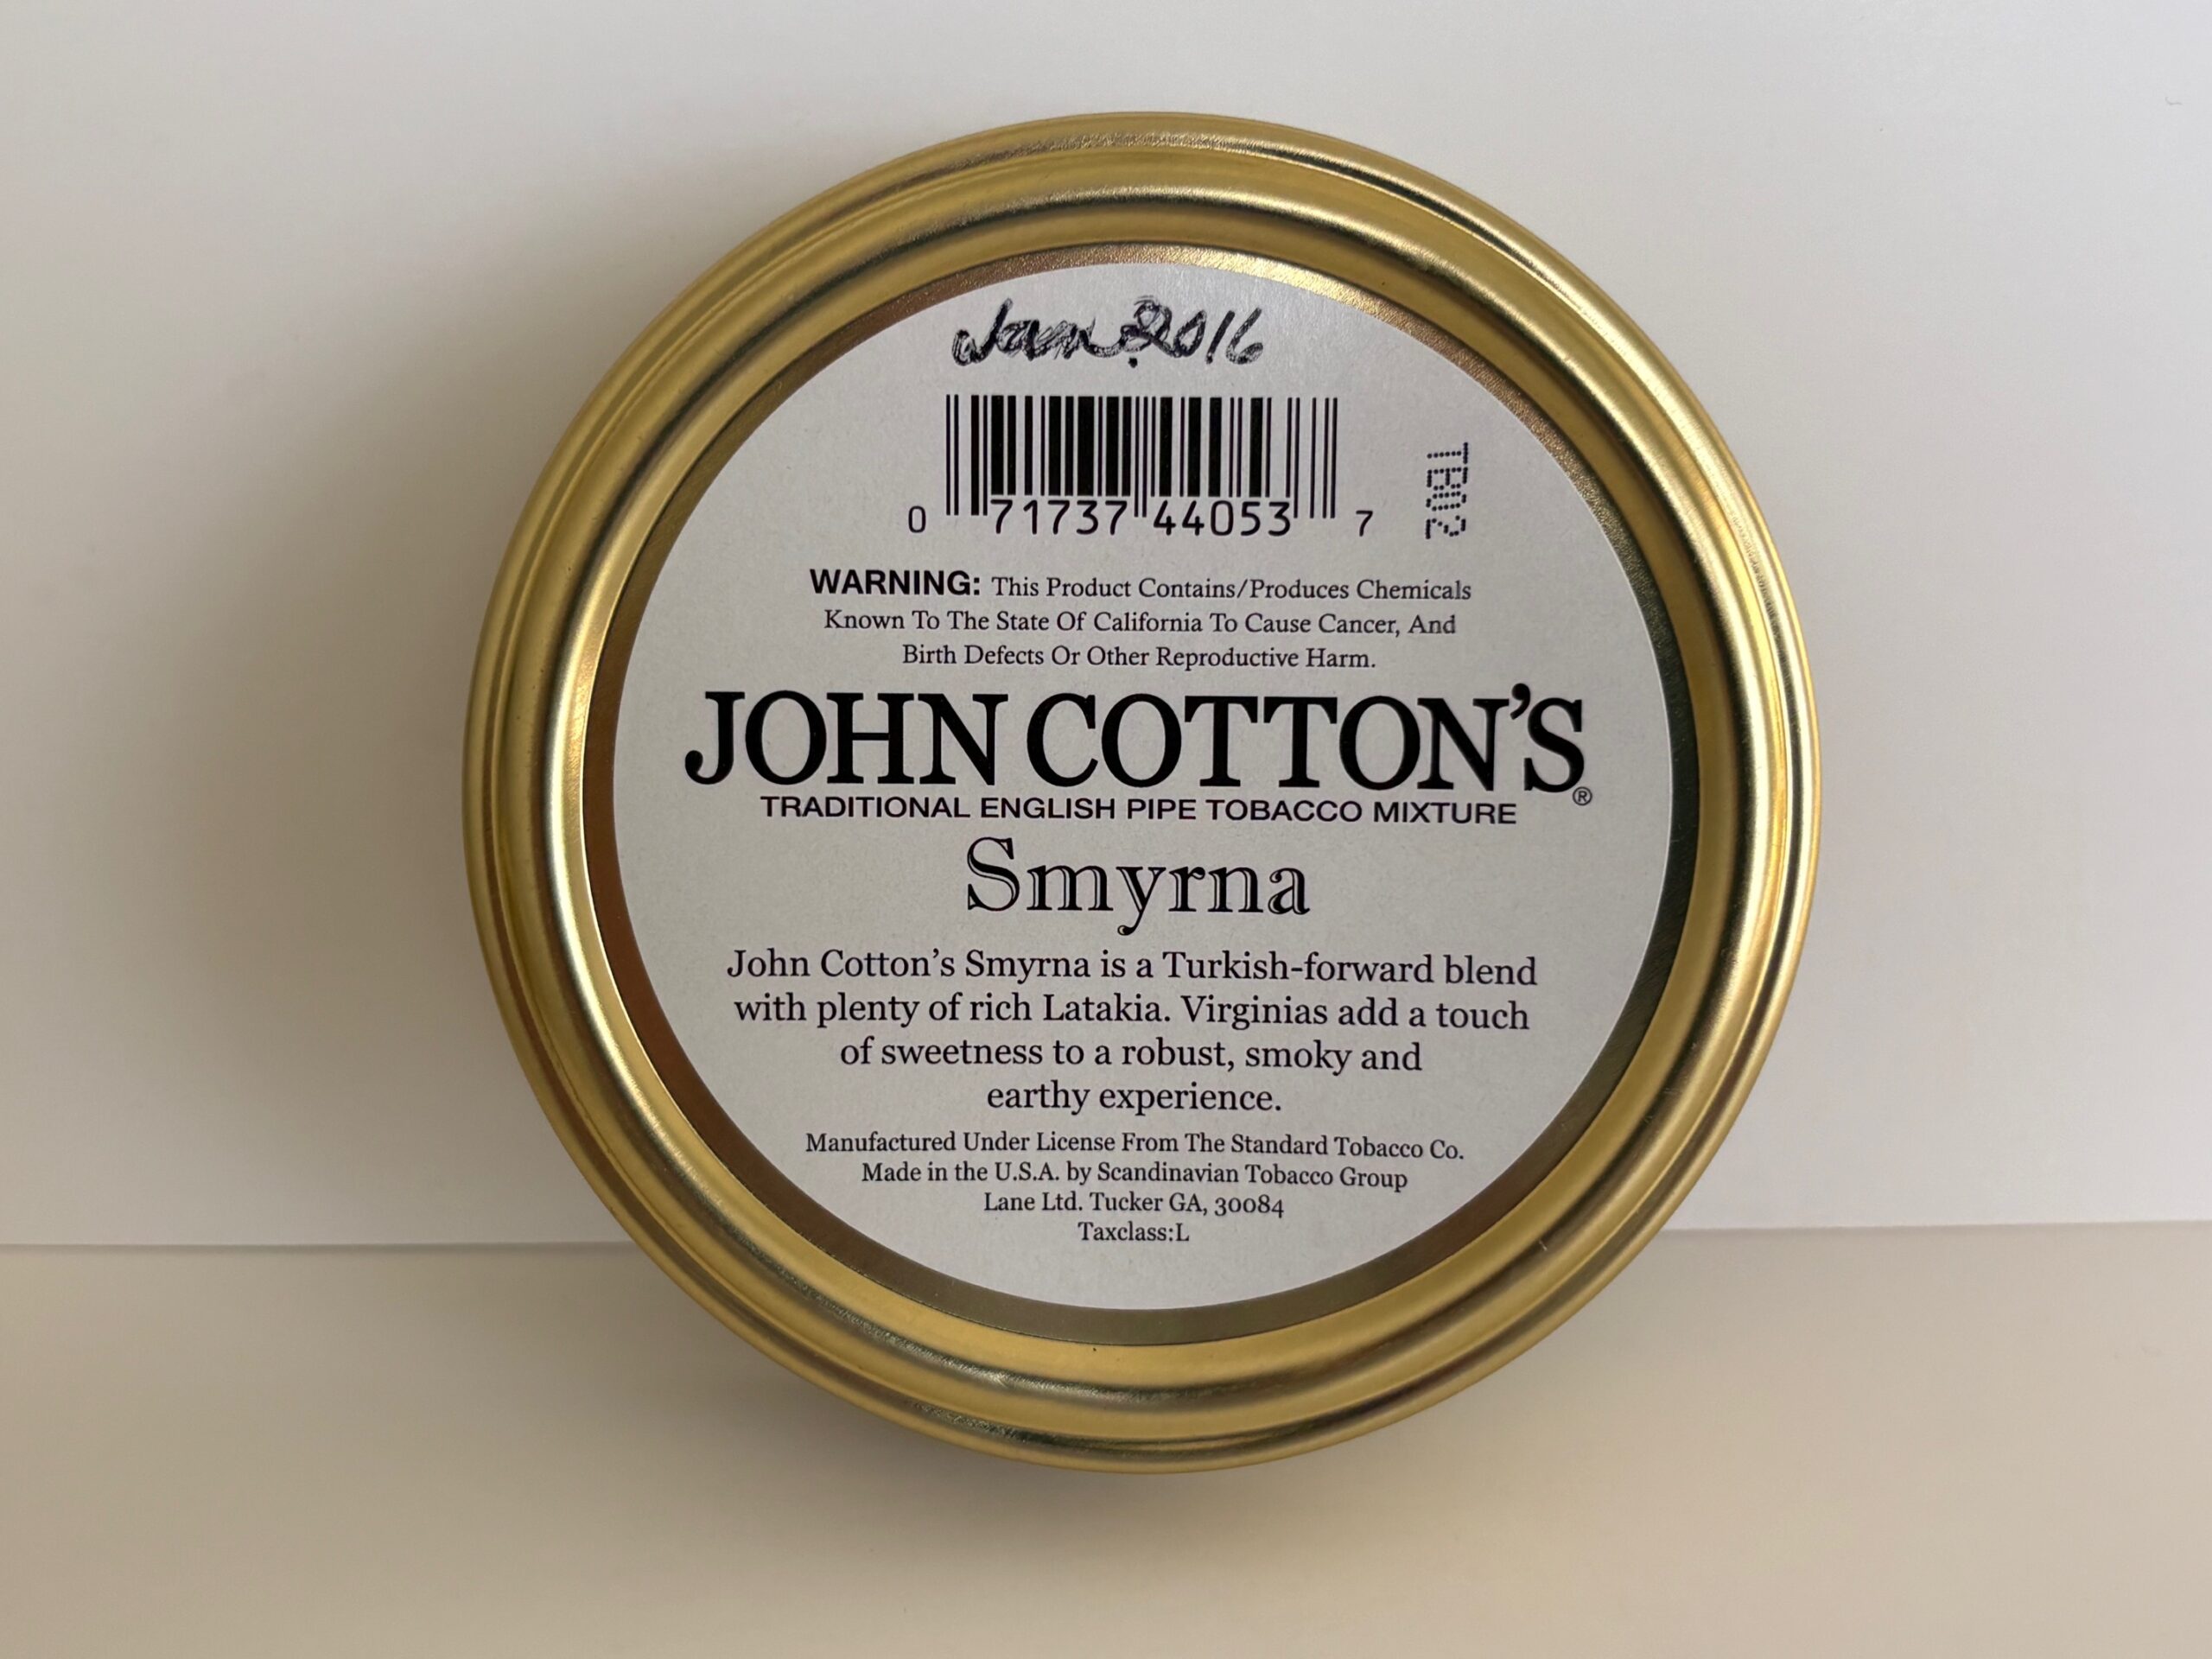 2016
0 71737 44053 7
TB02
WARNING: This Product Contains/Produces Chemicals
Known To The State Of California To Cause Cancer, And
Birth Defects Or Other Reproductive Harm.
JOHN COTTON'S®
TRADITIONAL ENGLISH PIPE TOBACCO MIXTURE
Smyrna
John Cotton's Smyrna is a Turkish-forward blend
with plenty of rich Latakia. Virginias add a touch
of sweetness to a robust, smoky and
earthy experience.
Manufactured Under License From The Standard Tobacco Co.
Made in the U.S.A. by Scandinavian Tobacco Group
Lane Ltd. Tucker GA, 30084
Taxclass:L